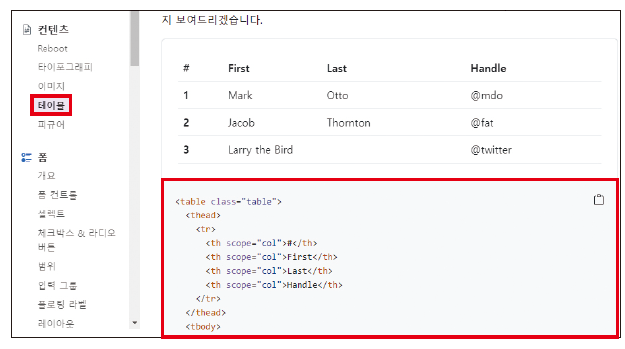 컨텐츠
Reboot
타이포그래피
이미지
테이블
피규어
폼
개요
폼 컨트롤
셀렉트
체크박스 & 라디오
버튼
범위
입력 그룹
플로팅 라벨
레이아웃
지 보여드리겠습니다.
# First Last Handle
1 Mark Otto @mdo
2 Jacob Thornton @fat
3 Larry the Bird @twitter
<table class="table">
<thead>
<tr>
<th scope="col">#</th>
<th scope="col">First</th>
<th scope="col">Last</th>
<th scope="col">Handle</th>
</tr>
</thead>
<tbody>